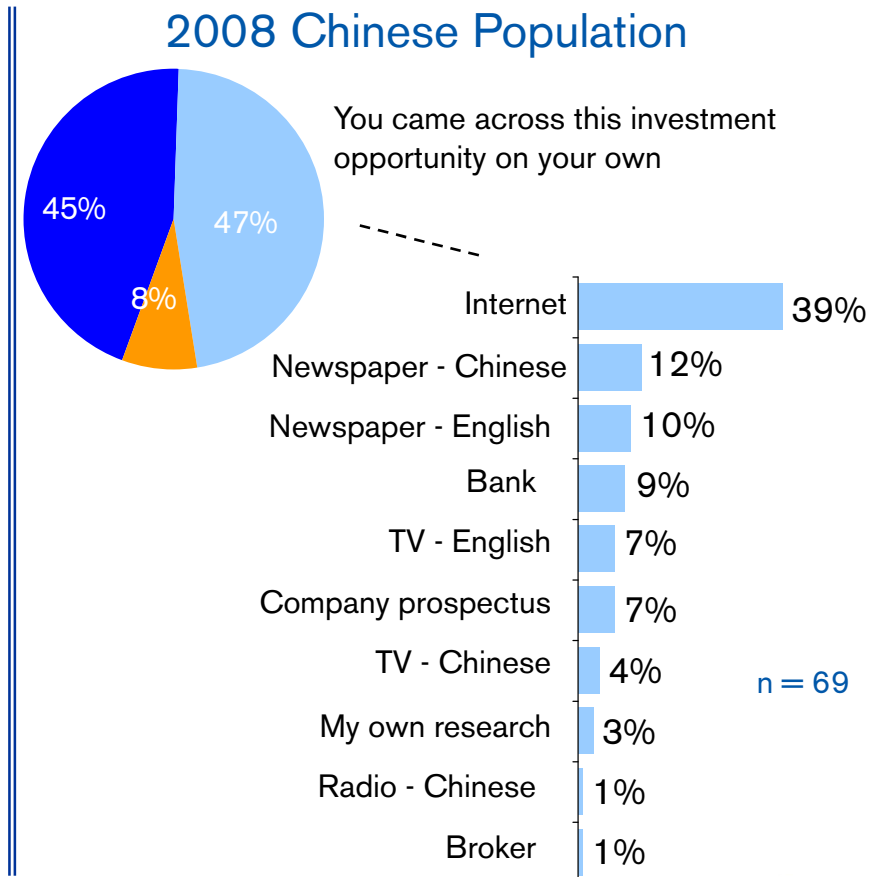 2008 Chinese Population
You came across this investment
opportunity on your own
45%
47%
8%
Internet 39%
Newspaper - Chinese 12%
Newspaper - English 10%
Bank 9%
TV - English 7%
Company prospectus 7%
TV - Chinese 4%
n = 69
My own research 3%
Radio - Chinese 1%
Broker 1%